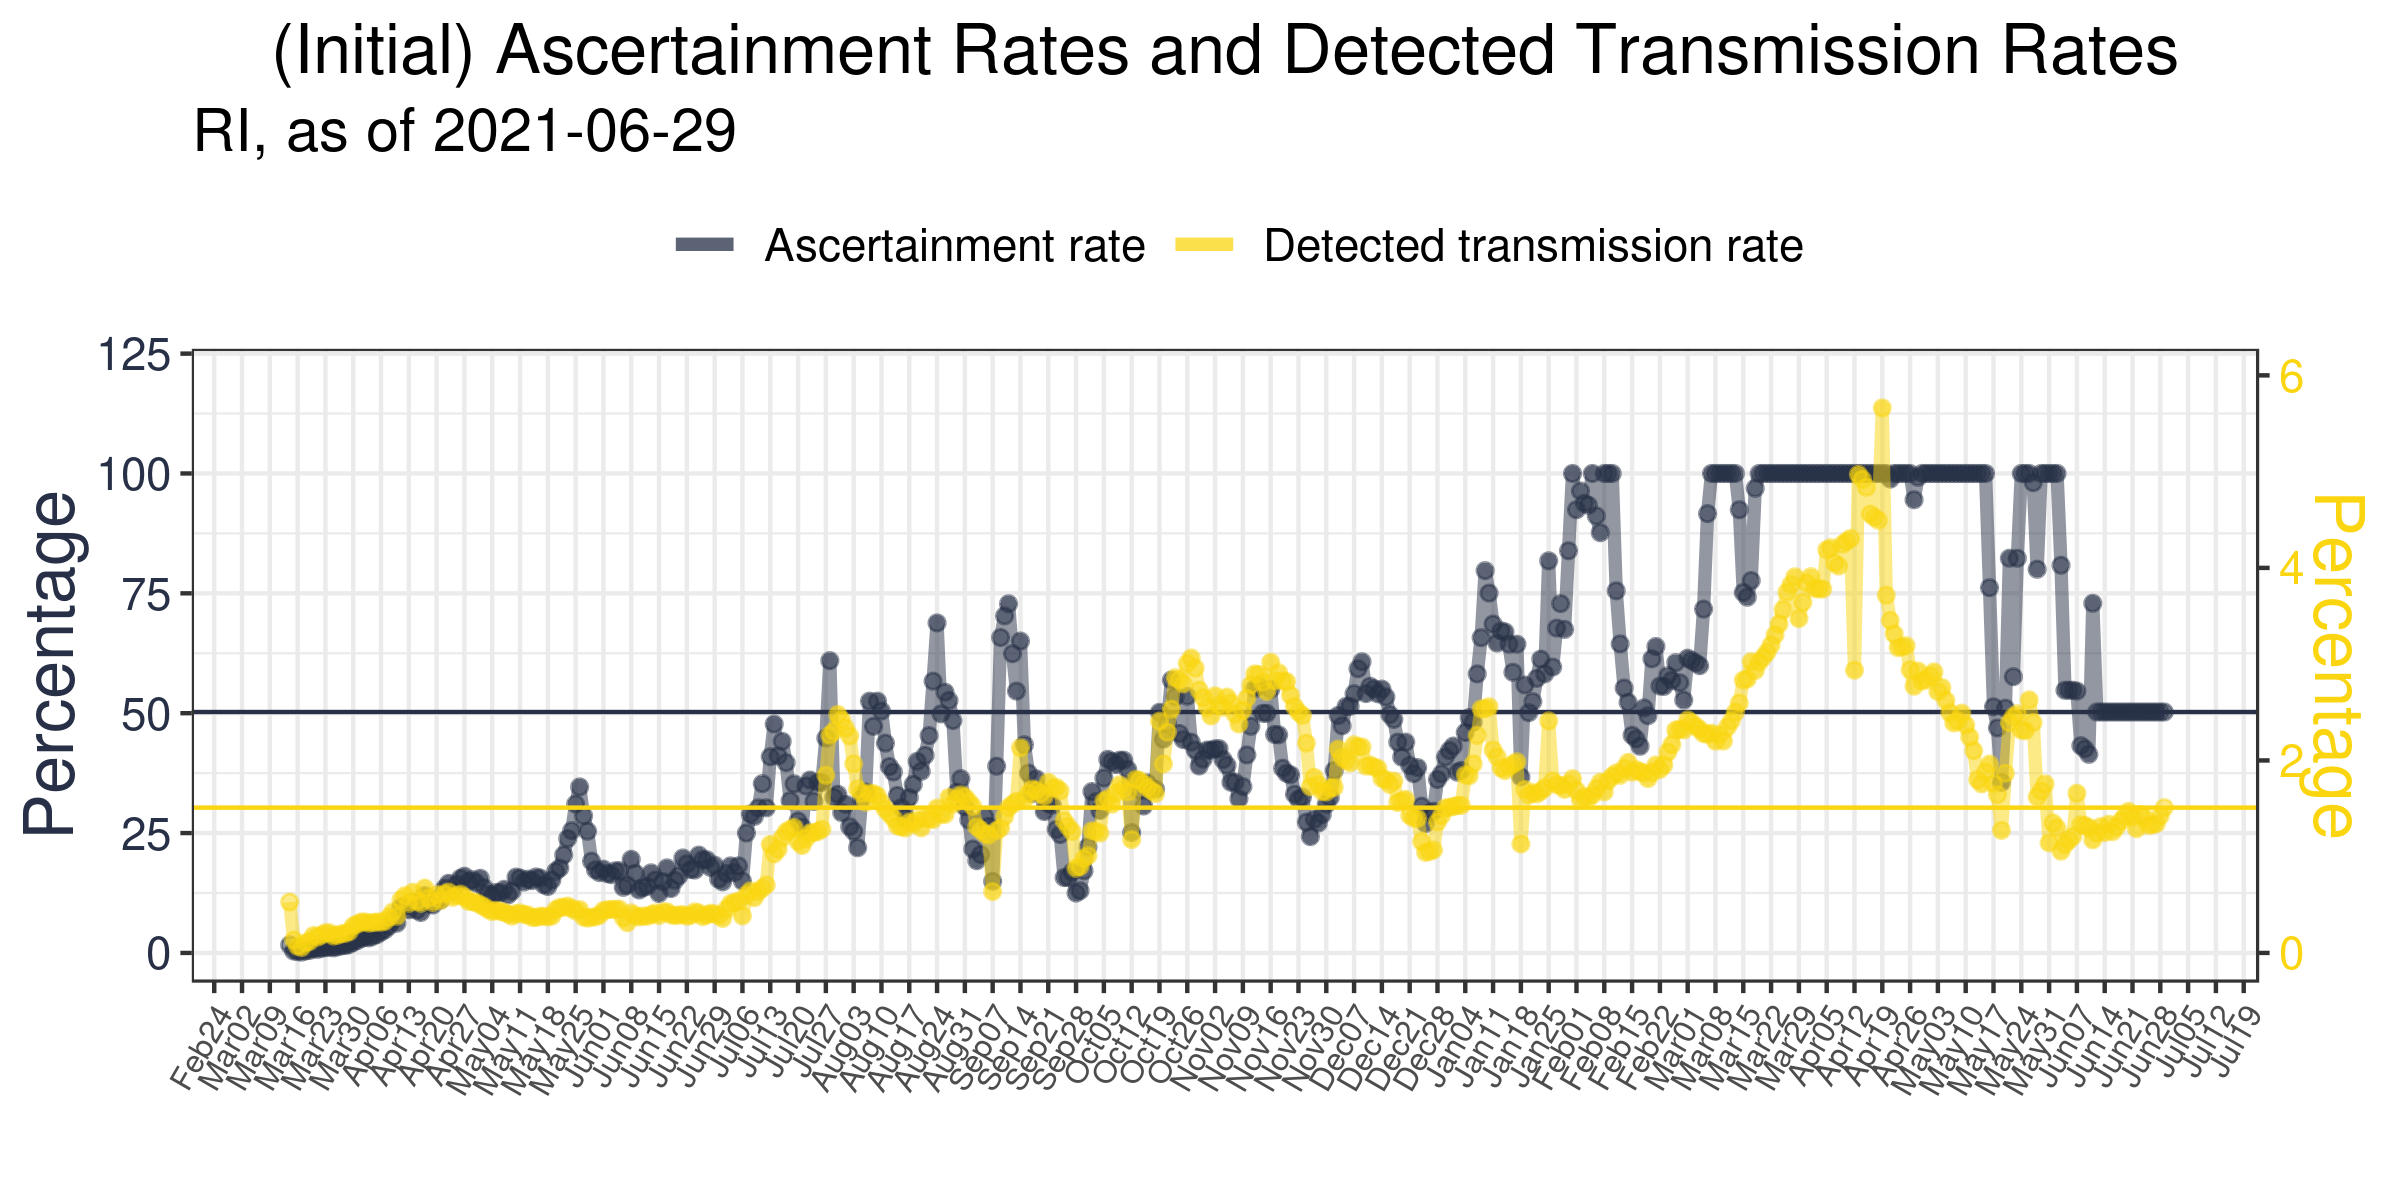 (Initial) Ascertainment Rates and Detected Transmission Rates
RI, as of 2021-06-29
Ascertainment rate
Detected transmission rate
125
100
75
50
25
0
Percentage
6
4
2
0
Percentage
Feb24
Mar02
Mar09
Mar16
Mar23
Mar30
Apr06
Apr13
Apr20
Apr27
May04
May11
May18
May25
Jun01
Jun08
Jun15
Jun22
Jun29
Jul06
Jul13
Jul20
Jul27
Aug03
Aug10
Aug17
Aug24
Aug31
Sep07
Sep14
Sep21
Sep28
Oct05
Oct12
Oct19
Oct26
Nov02
Nov09
Nov16
Nov23
Nov30
Dec07
Dec14
Dec21
Dec28
Jan04
Jan11
Jan18
Jan25
Feb01
Feb08
Feb15
Feb22
Mar01
Mar08
Mar15
Mar22
Mar29
Apr05
Apr12
Apr19
Apr26
May03
May10
May17
May24
May31
Jun07
Jun14
Jun21
Jun28
Jul05
Jul12
Jul19